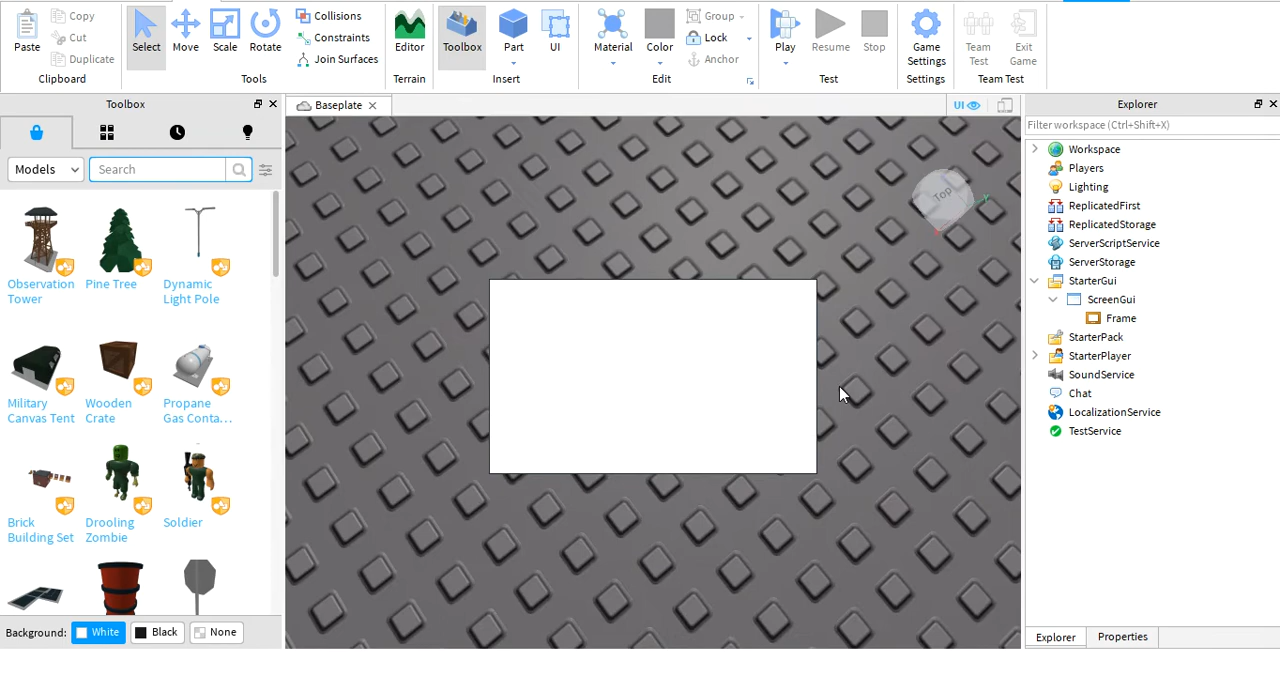 Copy
Cut
Duplicate
Paste
Clipboard
Select
Move
Scale
Rotate
Collisions
Constraints
Join Surfaces
Tools
Editor
Terrain
Toolbox
Part
UI
Insert
Material
Color
Group
Lock
Anchor
Edit
Play
Resume
Stop
Test
Game
Settings
Settings
Team
Test
Exit
Game
Team Test
Toolbox
Baseplate
UI
Explorer
Models
Search
Filter workspace (Ctrl+Shift+X)
Observation
Tower
Pine Tree
Dynamic
Light Pole
Military
Canvas Tent
Wooden
Crate
Propane
Gas Conta...
Brick
Building Set
Drooling
Zombie
Soldier
Background:
White
Black
None
Top
Y
Workspace
Players
Lighting
ReplicatedFirst
ReplicatedStorage
ServerScriptService
ServerStorage
StarterGui
ScreenGui
Frame
StarterPack
StarterPlayer
SoundService
Chat
LocalizationService
TestService
Explorer
Properties